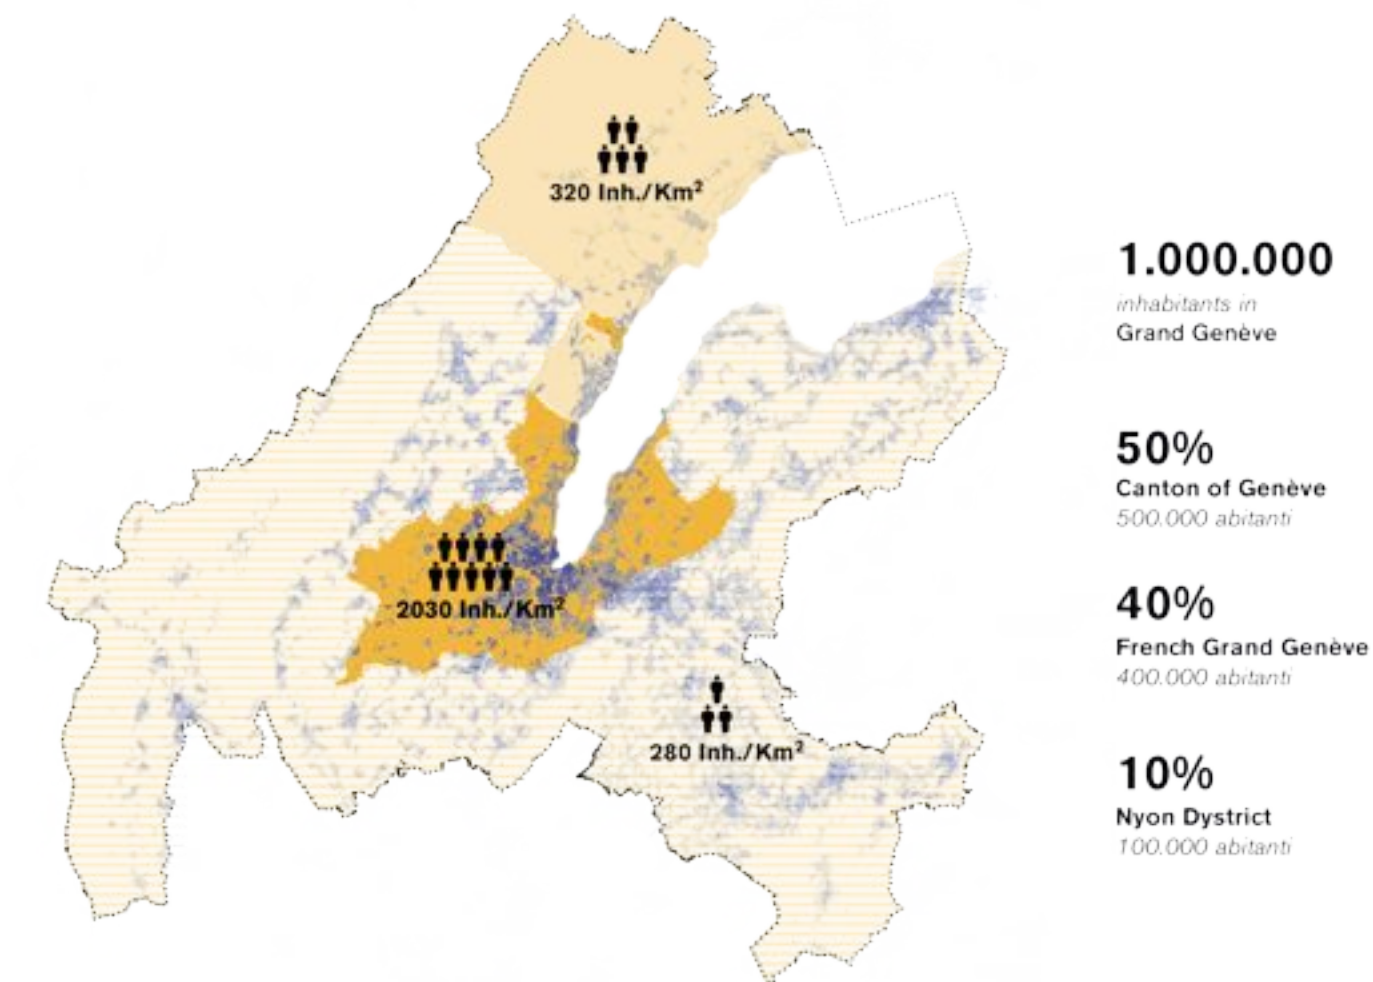 320 Inh./Km²
2030 Inh./Km²
280 Inh./Km²
1.000.000
inhabitants in
Grand Genève
50%
Canton of Genève
500.000 abitanti
40%
French Grand Genève
400.000 abitanti
10%
Nyon Dystrict
100.000 abitanti